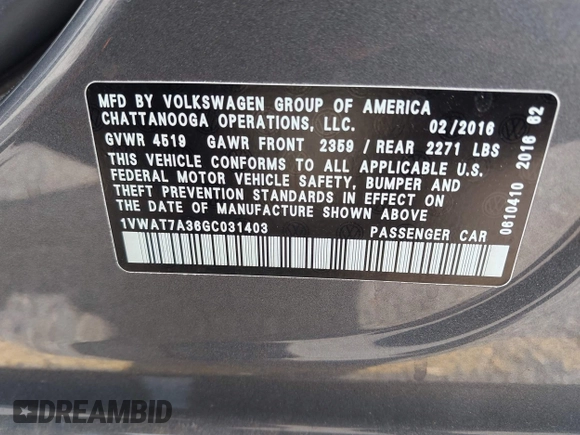 MFD BY VOLKSWAGEN GROUP OF AMERICA
CHATTANOOGA OPERATIONS, LLC. 02/2016
GVWR 4519 GAWR FRONT 2359 / REAR 2271 LBS
THIS VEHICLE CONFORMS TO ALL APPLICABLE U.S.
FEDERAL MOTOR VEHICLE SAFETY, BUMPER AND
THEFT PREVENTION STANDARDS IN EFFECT ON
THE DATE OF MANUFACTURE SHOWN ABOVE
1VWAT7A36GC031403 PASSENGER CAR
0610410 2016 62
DREAMBID